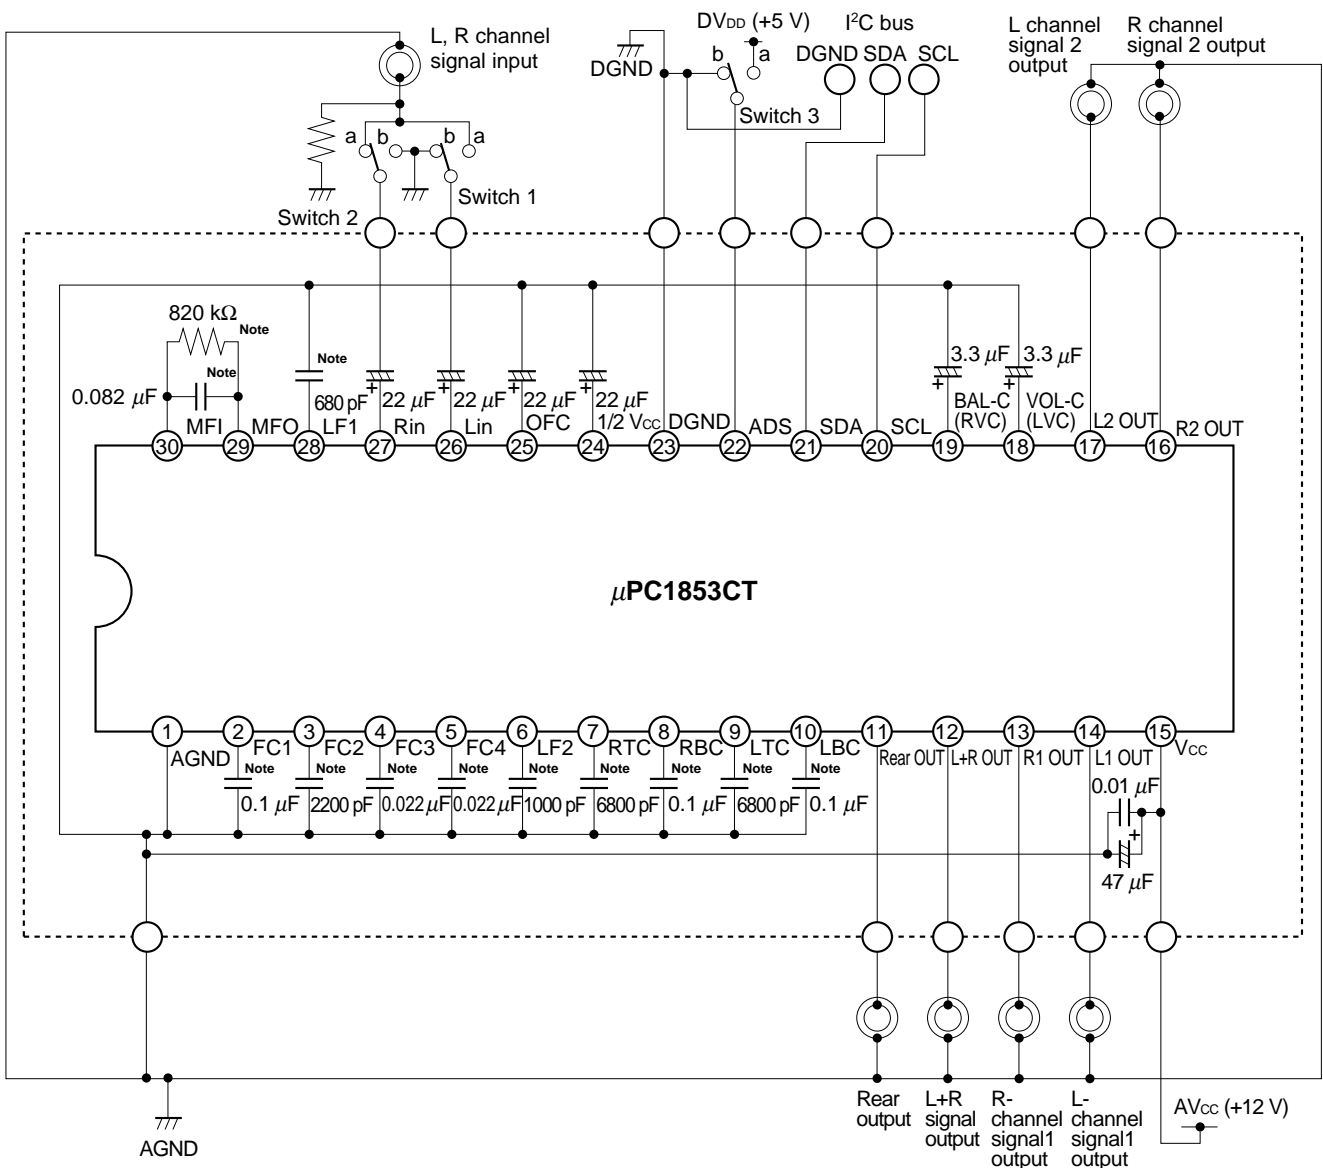 L, R channel
signal input
DVDD (+5 V)
I²C bus
L channel
signal 2
output
R channel
signal 2 output
DGND
b
a
DGND SDA SCL
Switch 3
a
b
b
a
Switch 2
Switch 1
820 kΩ
Note
Note
0.082 μF
Note
680 pF
+
22 μF
+
22 μF
+
22 μF
+
22 μF
3.3 μF
+
3.3 μF
+
MFI
MFO
LF1
Rin
Lin
OFC
1/2 VCC
DGND
ADS
SDA
SCL
BAL-C
(RVC)
VOL-C
(LVC)
L2 OUT
R2 OUT
30 29 28 27 26 25 24 23 22 21 20 19 18 17 16
μPC1853CT
1 2 3 4 5 6 7 8 9 10 11 12 13 14 15
AGND
FC1
FC2
FC3
FC4
LF2
RTC
RBC
LTC
LBC
Rear OUT
L+R OUT
R1 OUT
L1 OUT
VCC
Note Note Note Note Note Note Note Note Note
0.1 μF
2200 pF
0.022 μF
0.022 μF
1000 pF
6800 pF
0.1 μF
6800 pF
0.1 μF
0.01 μF
+
47 μF
AGND
Rear
output
L+R
signal
output
R-
channel
signal1
output
L-
channel
signal1
output
AVCC (+12 V)